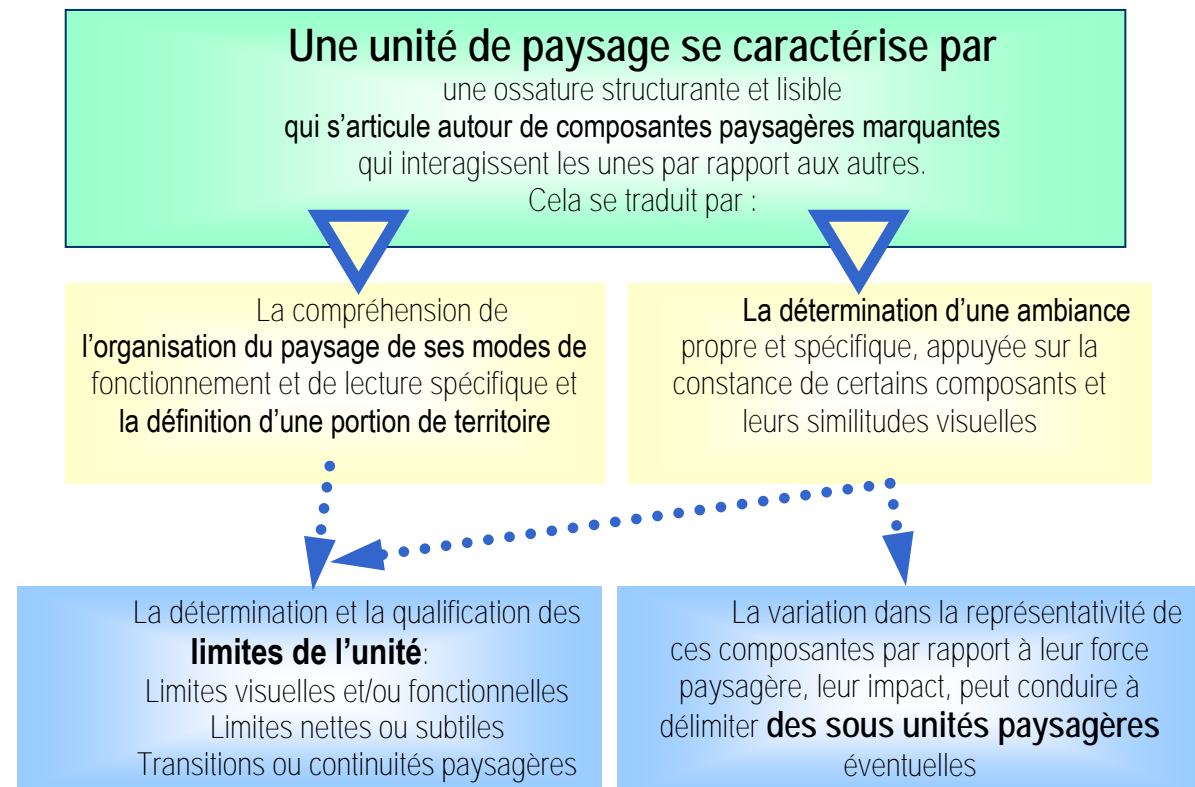 Une unité de paysage se caractérise par
une ossature structurante et lisible
qui s'articule autour de composantes paysagères marquantes
qui interagissent les unes par rapport aux autres.
Cela se traduit par :
La compréhension de
l'organisation du paysage de ses modes de
fonctionnement et de lecture spécifique et
la définition d'une portion de territoire
La détermination d'une ambiance
propre et spécifique, appuyée sur la
constance de certains composants et
leurs similitudes visuelles
La détermination et la qualification des
limites de l'unité:
Limites visuelles et/ou fonctionnelles
Limites nettes ou subtiles
Transitions ou continuités paysagères
La variation dans la représentativité de
ces composantes par rapport à leur force
paysagère, leur impact, peut conduire à
délimiter des sous unités paysagères
éventuelles